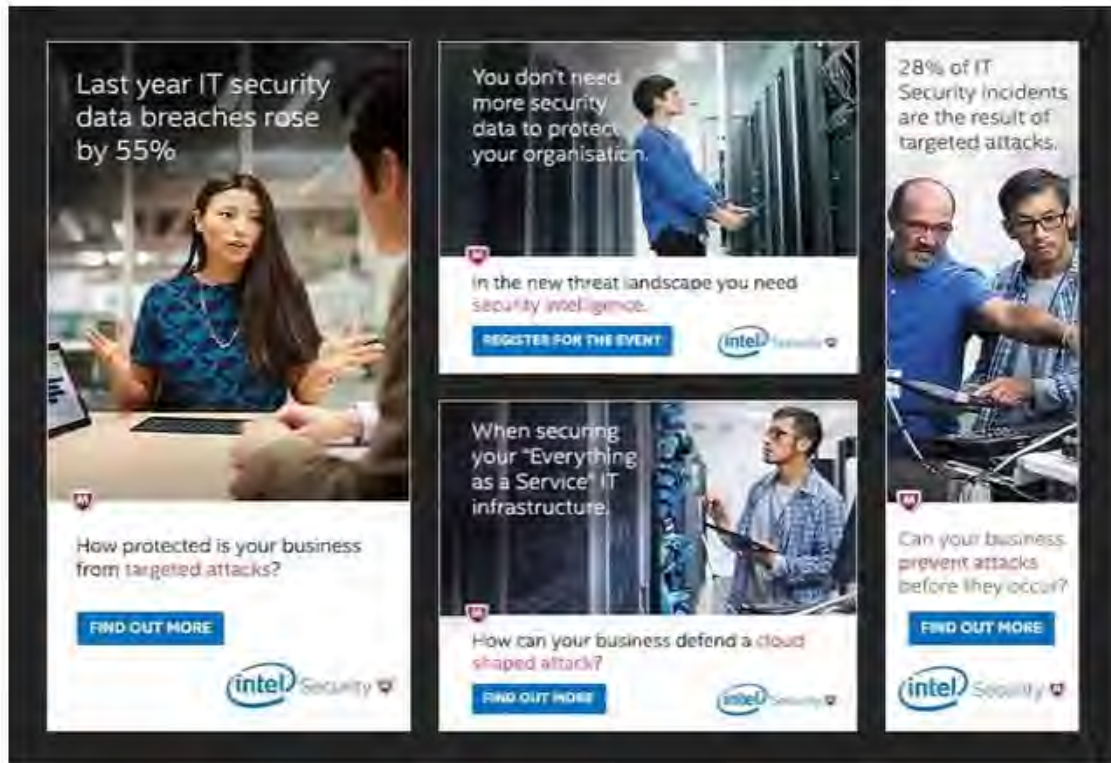 Last year IT security
data breaches rose
by 55%
How protected is your business
from targeted attacks?
FIND OUT MORE
intel Security
You don't need
more security
data to protect
your organisation.
In the new threat landscape you need
security intelligence.
REGISTER FOR THE EVENT
intel Security
When securing
your "Everything
as a Service" IT
infrastructure.
How can your business defend a cloud
shaped attack?
FIND OUT MORE
intel Security
28% of IT
Security incidents
are the result of
targeted attacks.
Can your business
prevent attacks
before they occur?
FIND OUT MORE
intel Security